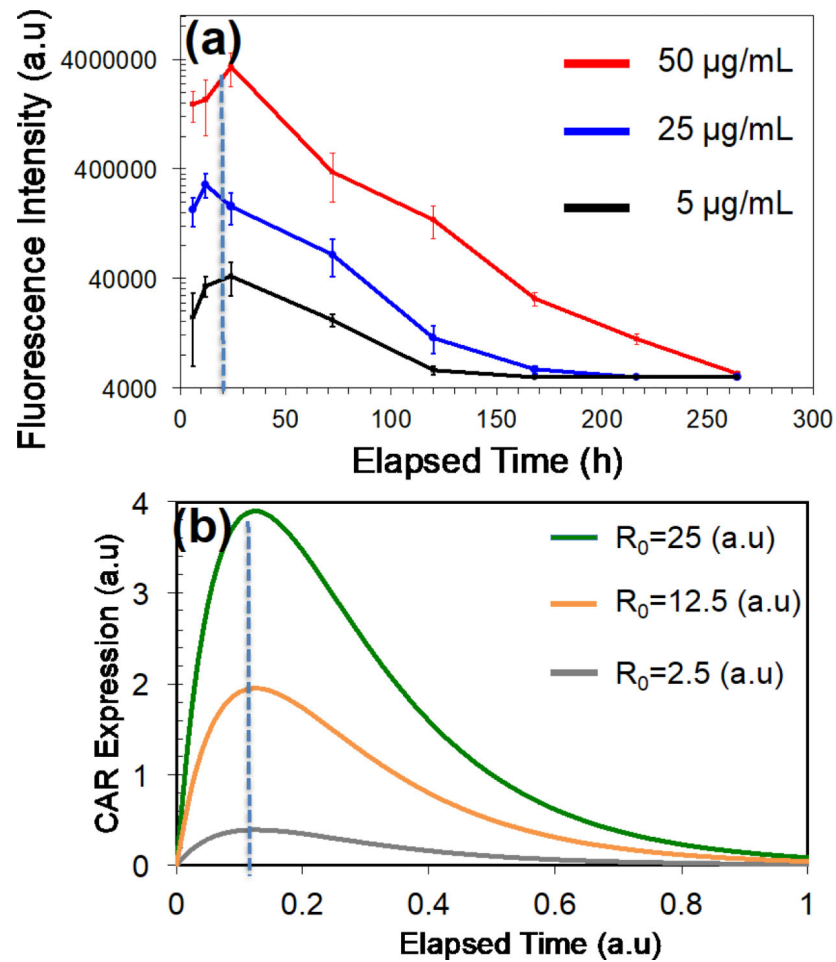 (a)
Fluorescence Intensity (a.u)
4000000
400000
40000
4000
50 µg/mL
25 µg/mL
5 µg/mL
0 50 100 150 200 250 300
Elapsed Time (h)
(b)
CAR Expression (a.u)
4
3
2
1
0
R₀=25 (a.u)
R₀=12.5 (a.u)
R₀=2.5 (a.u)
0 0.2 0.4 0.6 0.8 1
Elapsed Time (a.u)